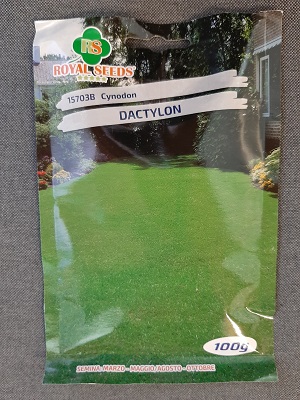 RS
ROYAL SEEDS
15703B Cynodon
DACTYLON
100g
SEMINA: MARZO - MAGGIO/AGOSTO - OTTOBRE